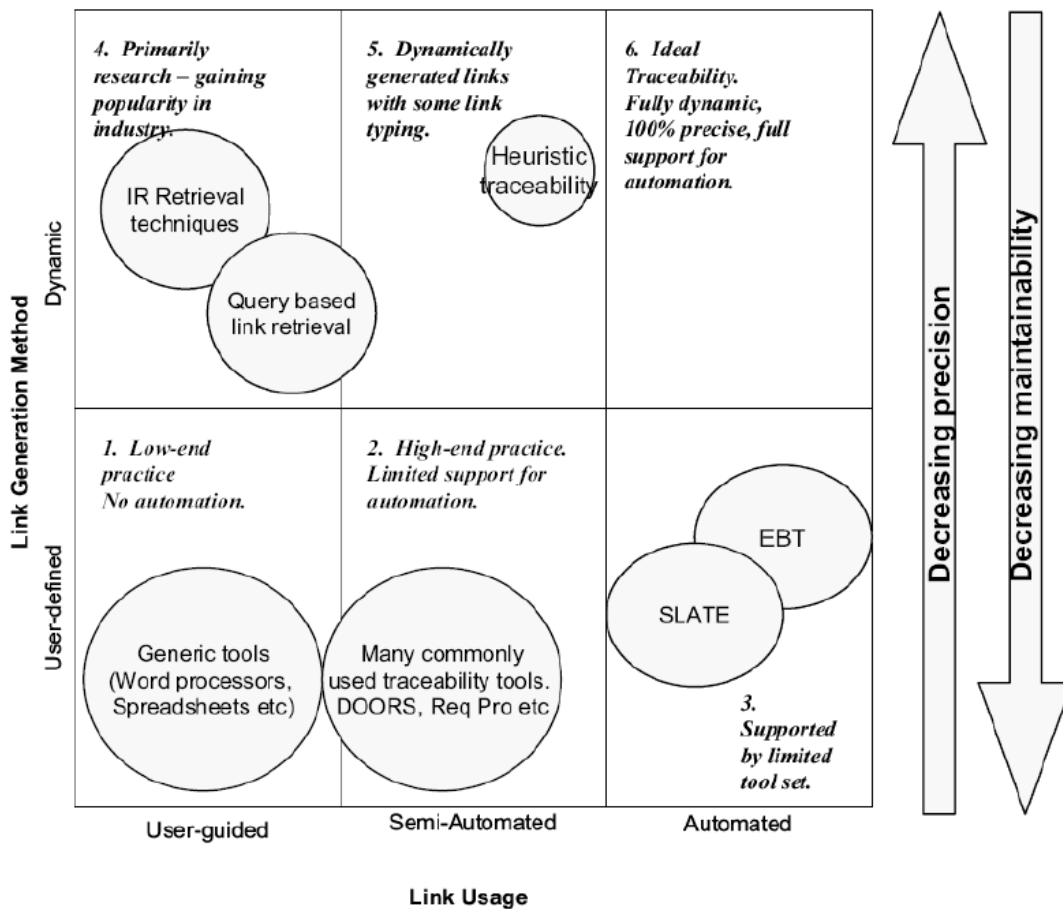 4. Primarily
research – gaining
popularity in
industry.
IR Retrieval
techniques
Query based
link retrieval
5. Dynamically
generated links
with some link
typing.
Heuristic
traceability
6. Ideal
Traceability.
Fully dynamic,
100% precise, full
support for
automation.
1. Low-end
practice
No automation.
Generic tools
(Word processors,
Spreadsheets etc)
2. High-end practice.
Limited support for
automation.
Many commonly
used traceability tools.
DOORS, Req Pro etc
EBT
SLATE
3.
Supported
by limited
tool set.
Link Generation Method
Dynamic
User-defined
User-guided
Semi-Automated
Automated
Link Usage
Decreasing precision
Decreasing maintainability